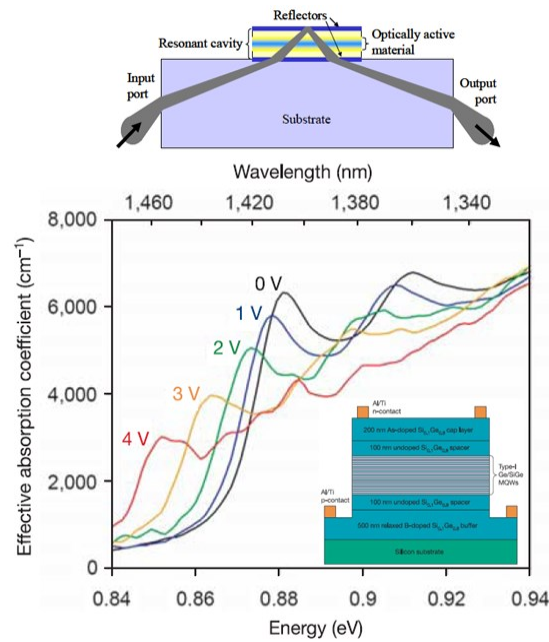 Reflectors
Resonant cavity
Optically active
material
Input
port
Output
port
Substrate
Wavelength (nm)
1,460
1,420
1,380
1,340
Effective absorption coefficient (cm⁻¹)
8,000
6,000
4,000
2,000
0
0 V
1 V
2 V
3 V
4 V
Al/Ti
n-contact
200 nm As-doped Si₀.₁Ge₀.₉ cap layer
100 nm undoped Si₀.₁Ge₀.₉ spacer
Type-I
Ge/SiGe
MQWs
Al/Ti
p-contact
100 nm undoped Si₀.₁Ge₀.₉ spacer
500 nm relaxed B-doped Si₀.₁Ge₀.₉ buffer
Silicon substrate
0.84
0.86
0.88
0.9
0.92
0.94
Energy (eV)